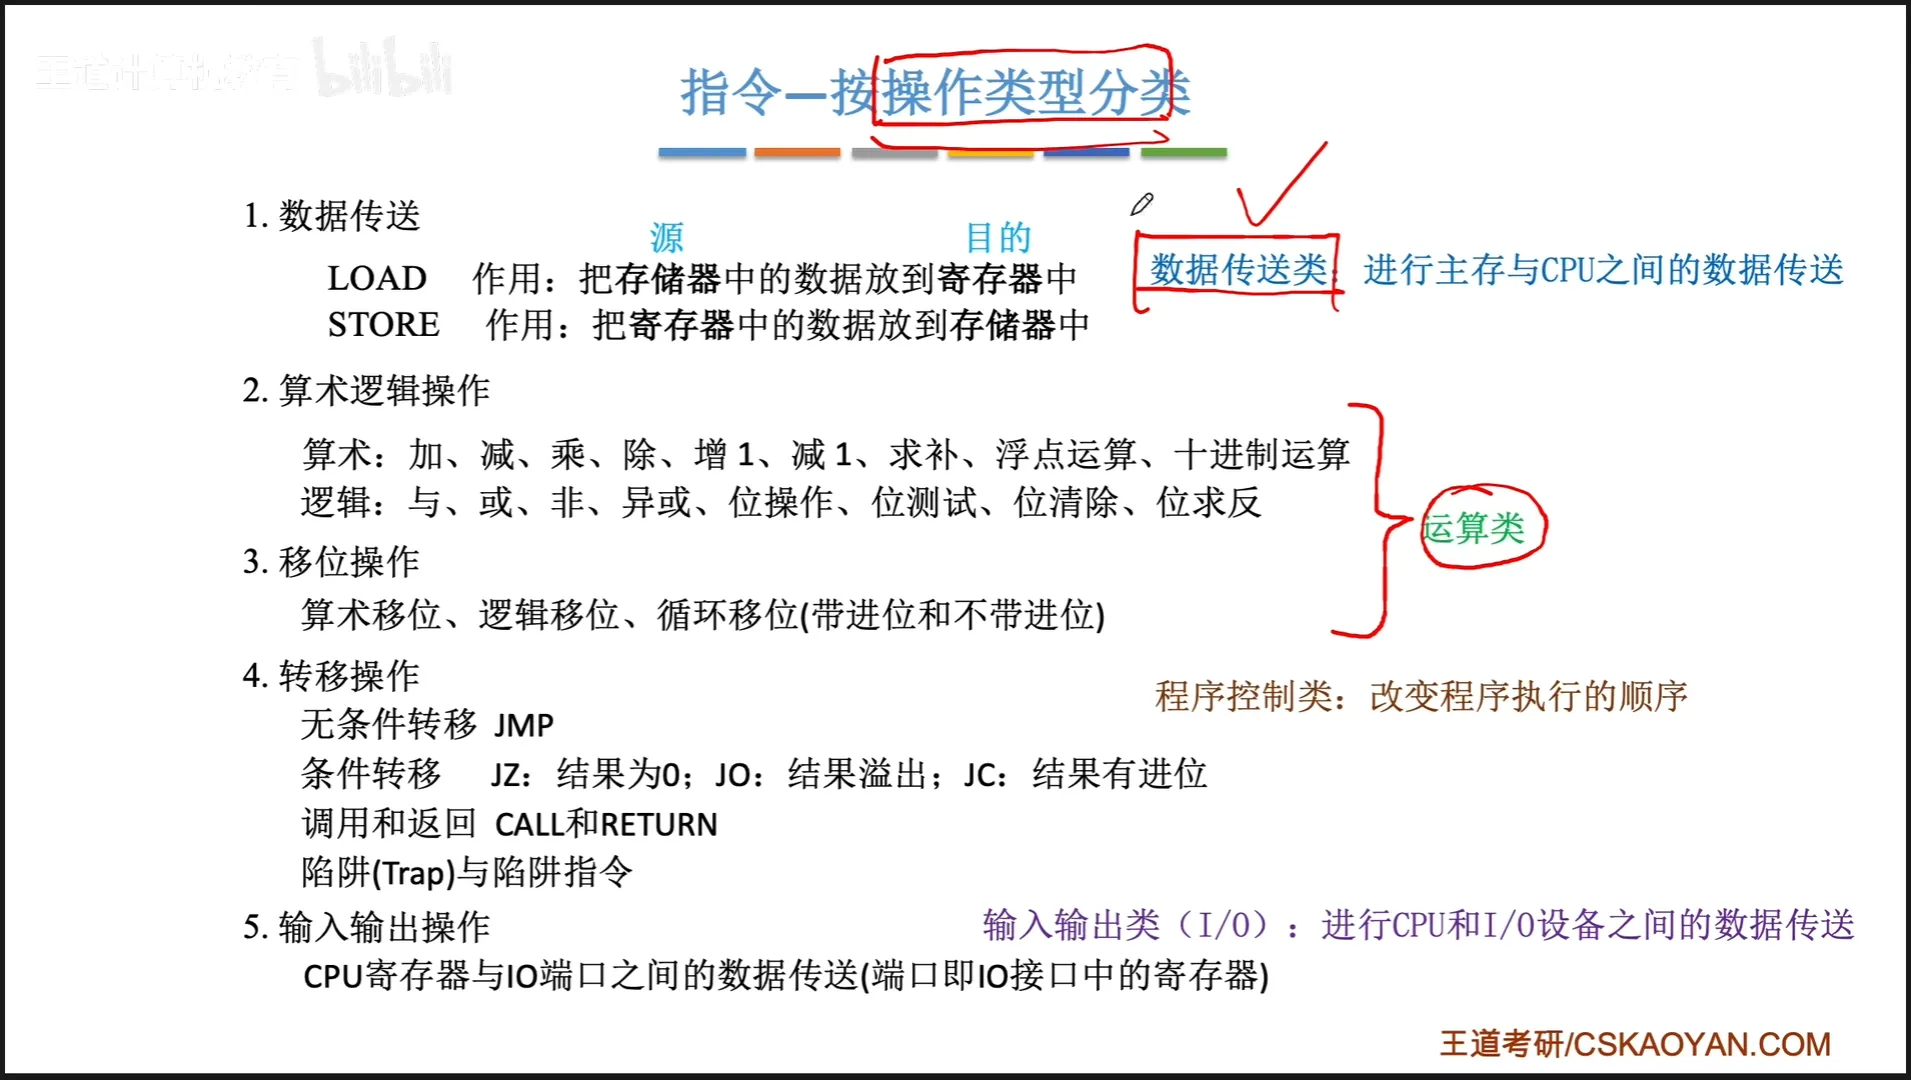 王道计算机教育 bilibili
指令—按操作类型分类
1. 数据传送
源 目的
LOAD 作用：把存储器中的数据放到寄存器中
数据传送类：进行主存与CPU之间的数据传送
STORE 作用：把寄存器中的数据放到存储器中
2. 算术逻辑操作
算术：加、减、乘、除、增 1、减 1、求补、浮点运算、十进制运算
逻辑：与、或、非、异或、位操作、位测试、位清除、位求反
运算类
3. 移位操作
算术移位、逻辑移位、循环移位(带进位和不带进位)
4. 转移操作
程序控制类：改变程序执行的顺序
无条件转移 JMP
条件转移 JZ：结果为0；JO：结果溢出；JC：结果有进位
调用和返回 CALL和RETURN
陷阱(Trap)与陷阱指令
5. 输入输出操作
输入输出类（I/O）：进行CPU和I/O设备之间的数据传送
CPU寄存器与IO端口之间的数据传送(端口即IO接口中的寄存器)
王道考研/CSKAOYAN.COM